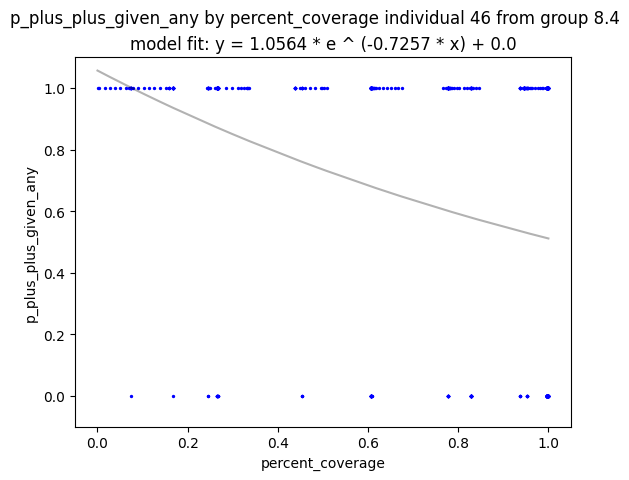 p_plus_plus_given_any by percent_coverage individual 46 from group 8.4
model fit: y = 1.0564 * e ^ (-0.7257 * x) + 0.0
p_plus_plus_given_any
1.0
0.8
0.6
0.4
0.2
0.0
0.0 0.2 0.4 0.6 0.8 1.0
percent_coverage